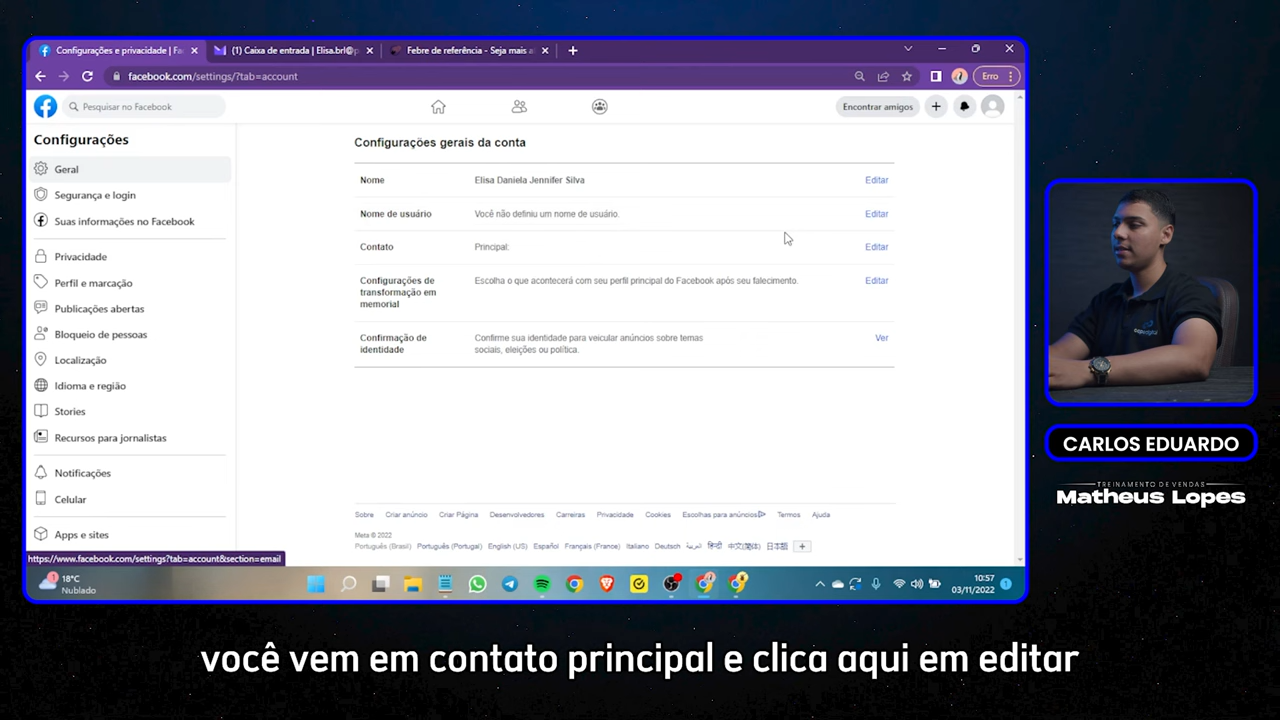 Configurações e privacidade | Fac
(1) Caixa de entrada | Elisa.brl@p
Febre de referência - Seja mais a
facebook.com/settings/?tab=account
Erro
Pesquisar no Facebook
Encontrar amigos
Configurações
Geral
Segurança e login
Suas informações no Facebook
Privacidade
Perfil e marcação
Publicações abertas
Bloqueio de pessoas
Localização
Idioma e região
Stories
Recursos para jornalistas
Notificações
Celular
Apps e sites
https://www.facebook.com/settings?tab=account&section=email
Configurações gerais da conta
Nome Elisa Daniela Jennifer Silva Editar
Nome de usuário Você não definiu um nome de usuário. Editar
Contato Principal: Editar
Configurações de transformação em memorial Escolha o que acontecerá com seu perfil principal do Facebook após seu falecimento. Editar
Confirmação de identidade Confirme sua identidade para veicular anúncios sobre temas sociais, eleições ou política. Ver
Sobre Criar anúncio Criar Página Desenvolvedores Carreiras Privacidade Cookies Escolhas para anúncios Termos Ajuda
Meta © 2022
Português (Brasil) Português (Portugal) English (US) Español Français (France) Italiano Deutsch العربية हिन्दी 中文(简体) 日本語 +
1
18°C
Nublado
10:57
03/11/2022
1
CARLOS EDUARDO
TREINAMENTO DE VENDAS
Matheus Lopes
você vem em contato principal e clica aqui em editar